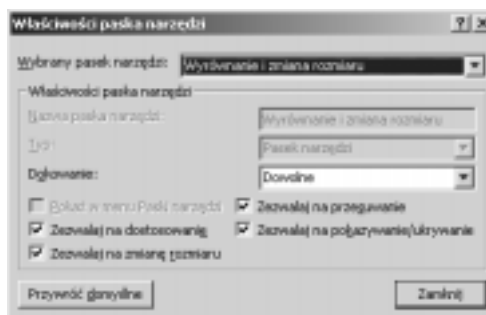 Właściwości paska narzędzi
Wybrany pasek narzędzi: Wyrównanie i zmiana rozmiaru
Właściwości paska narzędzi
Nazwa paska narzędzi: Wyrównanie i zmiana rozmiaru
Typ: Pasek narzędzi
Dokowanie: Dowolne
Pokaż w menu Paski narzędzi Zezwalaj na przesuwanie
Zezwalaj na dostosowanie Zezwalaj na pokazywanie/ukrywanie
Zezwalaj na zmianę rozmiaru
Przywróć domyślne Zamknij